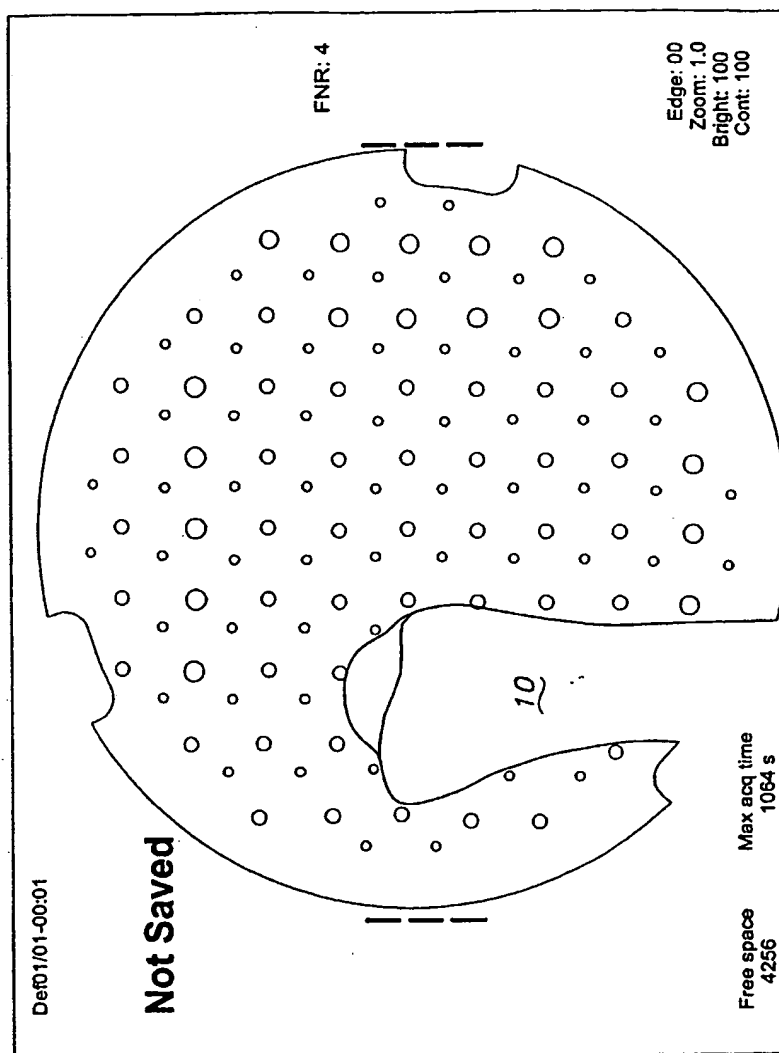 Def01/01-00:01
FNR: 4
Not Saved
10
Free space
4256
Max acq time
1064 s
Edge: 00
Zoom: 1.0
Bright: 100
Cont: 100